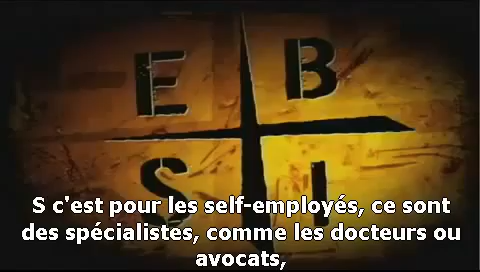 E B
S I
S c'est pour les self-employés, ce sont
des spécialistes, comme les docteurs ou
avocats,